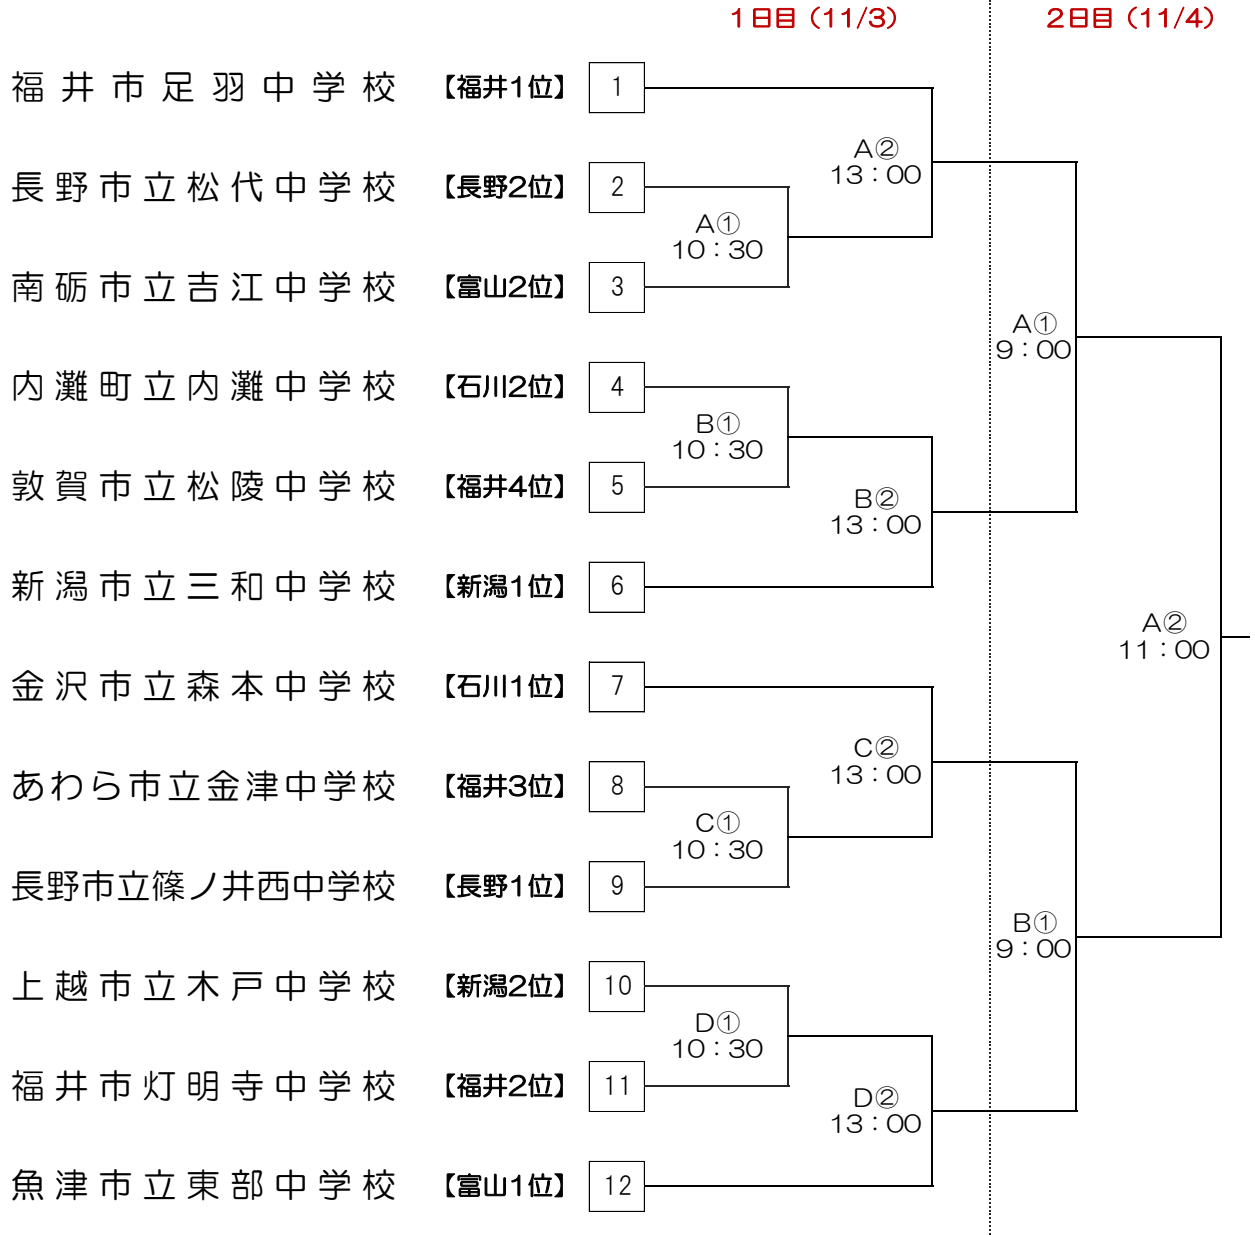 1日目（11/3） 2日目（11/4）
福井市足羽中学校 【福井1位】 1
A②
13：00
長野市立松代中学校 【長野2位】 2
A①
10：30
南砺市立吉江中学校 【富山2位】 3
A①
9：00
内灘町立内灘中学校 【石川2位】 4
B①
10：30
敦賀市立松陵中学校 【福井4位】 5
B②
13：00
新潟市立三和中学校 【新潟1位】 6
A②
11：00
金沢市立森本中学校 【石川1位】 7
C②
13：00
あわら市立金津中学校 【福井3位】 8
C①
10：30
長野市立篠ノ井西中学校 【長野1位】 9
B①
9：00
上越市立木戸中学校 【新潟2位】 10
D①
10：30
福井市灯明寺中学校 【福井2位】 11
D②
13：00
魚津市立東部中学校 【富山1位】 12